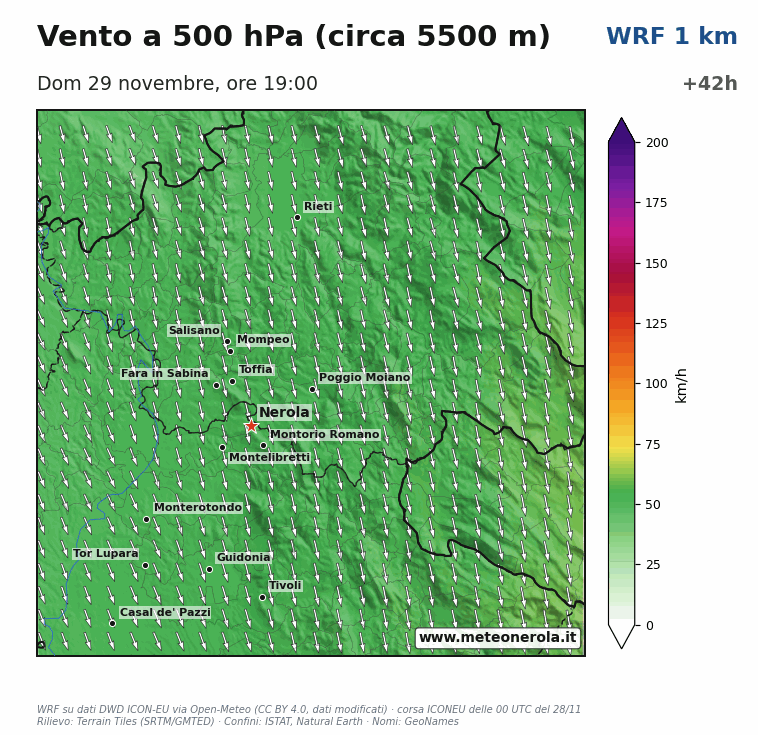 Vento a 500 hPa (circa 5500 m)
WRF 1 km
Dom 29 novembre, ore 19:00
+42h
Rieti
Salisano
Mompeo
Fara in Sabina
Toffia
Poggio Moiano
Nerola
Montorio Romano
Montelibretti
Monterotondo
Tor Lupara
Guidonia
Tivoli
Casal de' Pazzi
www.meteonerola.it
200
175
150
125
100
75
50
25
0
km/h
WRF su dati DWD ICON-EU via Open-Meteo (CC BY 4.0, dati modificati) · corsa ICONEU delle 00 UTC del 28/11
Rilievo: Terrain Tiles (SRTM/GMTED) · Confini: ISTAT, Natural Earth · Nomi: GeoNames